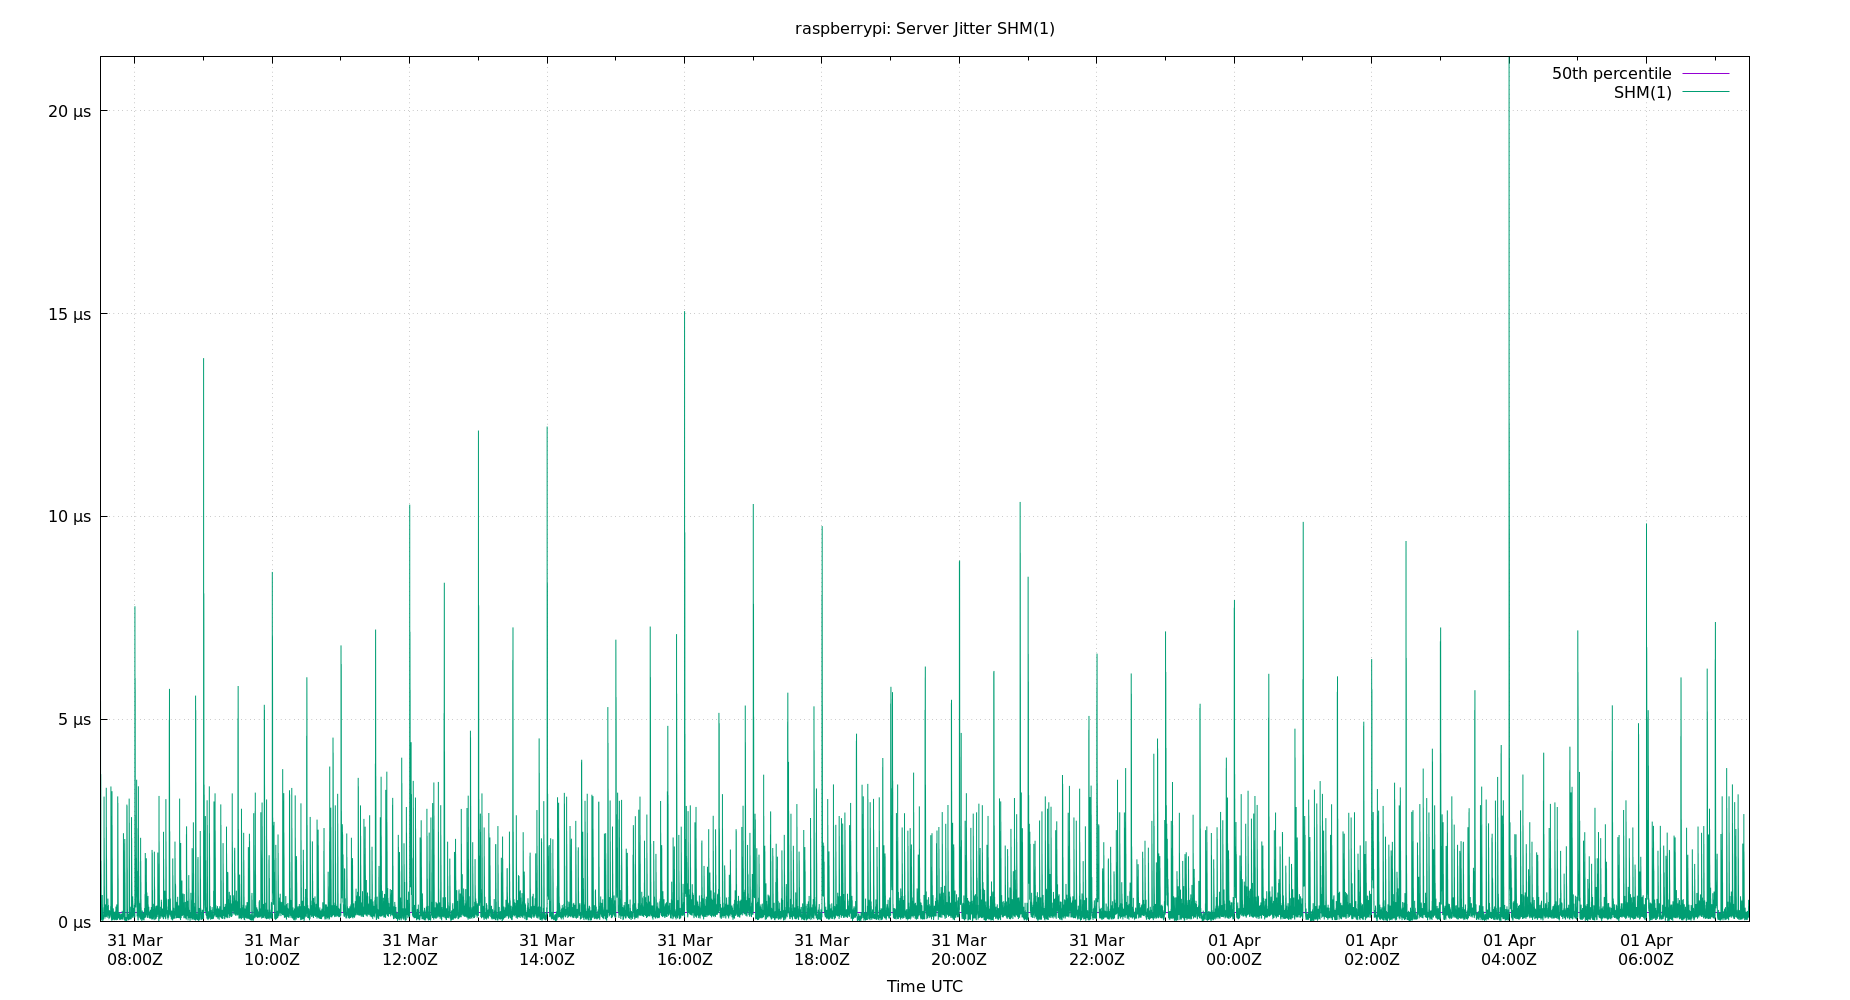 raspberrypi: Server Jitter SHM(1)
50th percentile
SHM(1)
20 µs
15 µs
10 µs
5 µs
0 µs
31 Mar 31 Mar 31 Mar 31 Mar 31 Mar 31 Mar 31 Mar 31 Mar 01 Apr 01 Apr 01 Apr 01 Apr
08:00Z 10:00Z 12:00Z 14:00Z 16:00Z 18:00Z 20:00Z 22:00Z 00:00Z 02:00Z 04:00Z 06:00Z
Time UTC